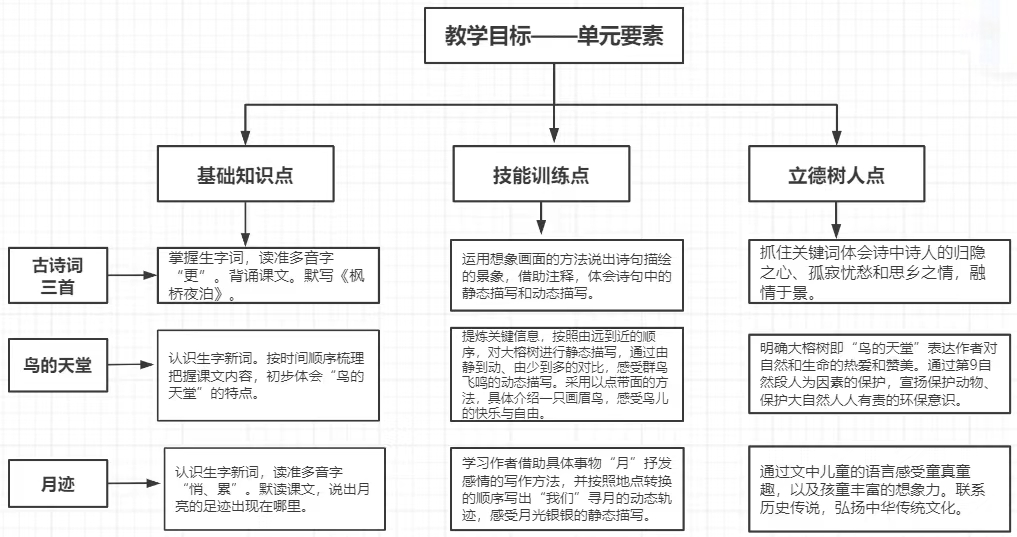 教学目标——单元要素
基础知识点
技能训练点
立德树人点
古诗词
三首
掌握生字词，读准多音字
“更”。背诵课文。默写《枫
桥夜泊》。
运用想象画面的方法说出诗句描绘
的景象，借助注释，体会诗句中的
静态描写和动态描写。
抓住关键词体会诗中诗人的归隐
之心、孤寂忧愁和思乡之情，融
情于景。
鸟的天堂
认识生字新词。按时间顺序梳理
把握课文内容，初步体会“鸟的
天堂”的特点。
提炼关键信息，按照由远到近的顺
序，对大榕树进行静态描写，通过由
静到动、由少到多的对比，感受群鸟
飞鸣的动态描写。采用以点带面的方
法，具体介绍一只画眉鸟，感受鸟儿
的快乐与自由。
明确大榕树即“鸟的天堂”表达作者对
自然和生命的热爱和赞美。通过第9自
然段人为因素的保护，宣扬保护动物、
保护大自然人人有责的环保意识。
月迹
认识生字新词，读准多音字
“悄、累”。默读课文，说出月
亮的足迹出现在哪里。
学习作者借助具体事物“月”抒发
感情的写作方法，并按照地点转换
的顺序写出“我们”寻月的动态轨
迹，感受月光银银的静态描写。
通过文中儿童的语言感受童真童
趣，以及孩童丰富的想象力。联系
历史传说，弘扬中华传统文化。